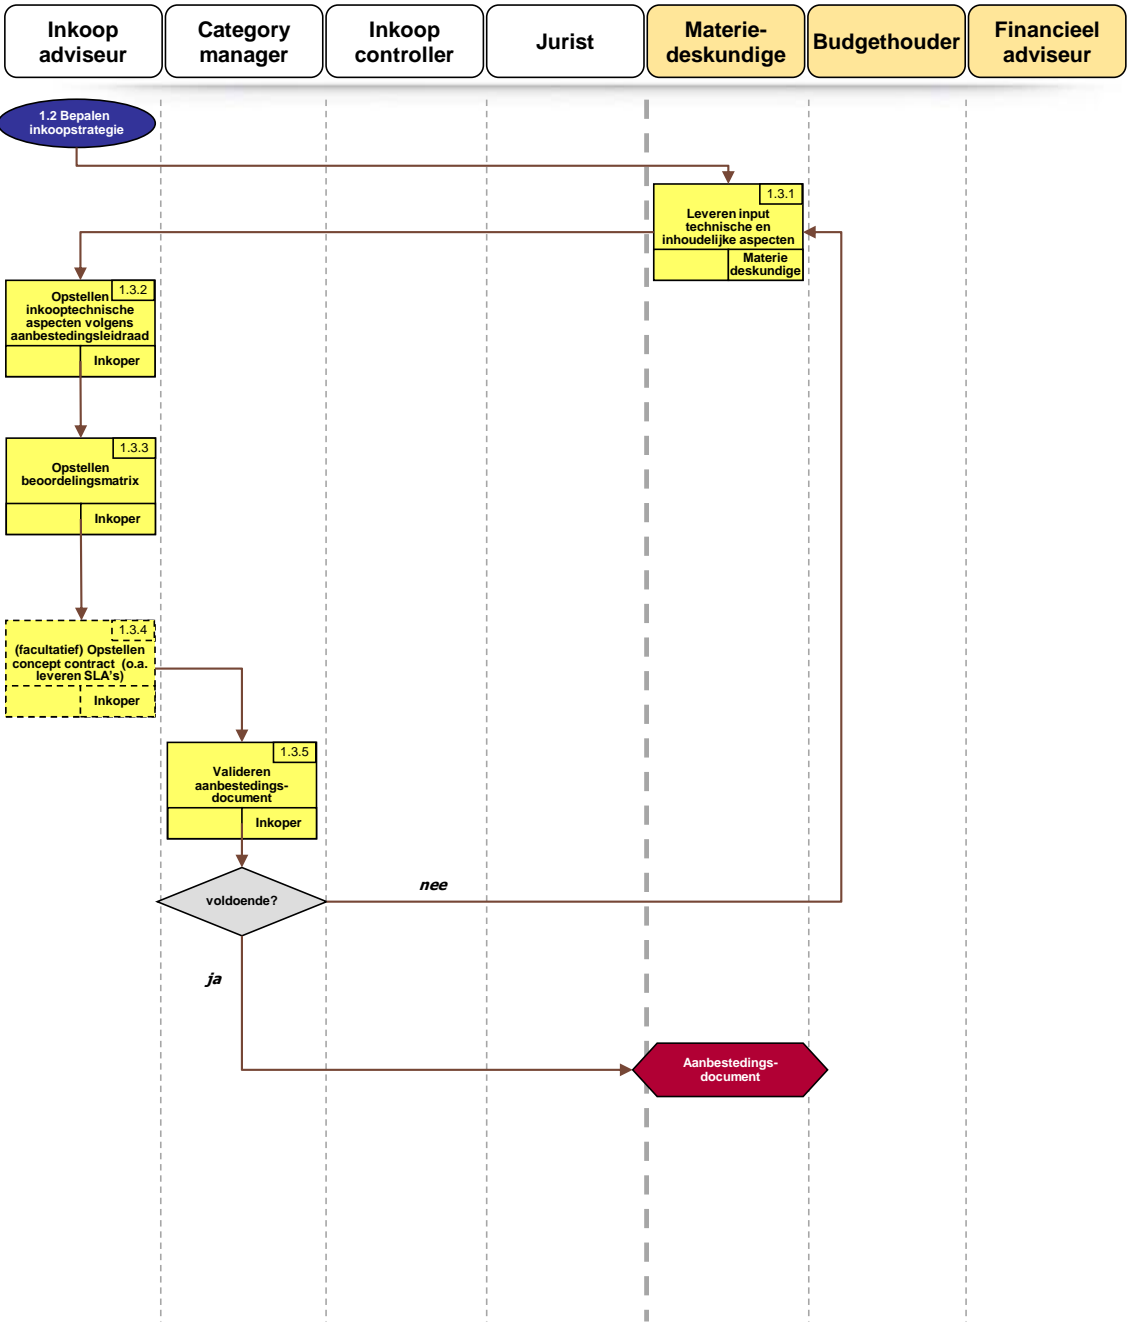 Inkoop
adviseur
Category
manager
Inkoop
controller
Jurist
Materie-
deskundige
Budgethouder
Financieel
adviseur
1.2 Bepalen
inkoopstrategie
1.3.1
Leveren input
technische en
inhoudelijke aspecten
Materie
deskundige
1.3.2
Opstellen
inkooptechnische
aspecten volgens
aanbestedingsleidraad
Inkoper
1.3.3
Opstellen
beoordelingsmatrix
Inkoper
1.3.4
(facultatief) Opstellen
concept contract (o.a.
leveren SLA's)
Inkoper
1.3.5
Valideren
aanbestedings-
document
Inkoper
voldoende?
nee
ja
Aanbestedings-
document